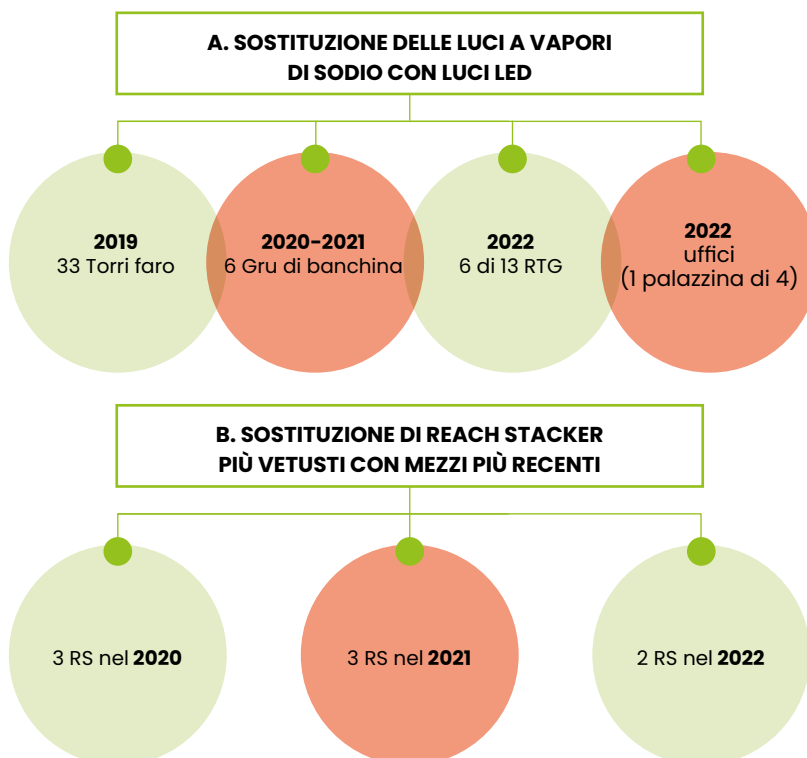 A. SOSTITUZIONE DELLE LUCI A VAPORI
DI SODIO CON LUCI LED
2019
33 Torri faro
2020-2021
6 Gru di banchina
2022
6 di 13 RTG
2022
uffici
(1 palazzina di 4)
B. SOSTITUZIONE DI REACH STACKER
PIÙ VETUSTI CON MEZZI PIÙ RECENTI
3 RS nel 2020
3 RS nel 2021
2 RS nel 2022